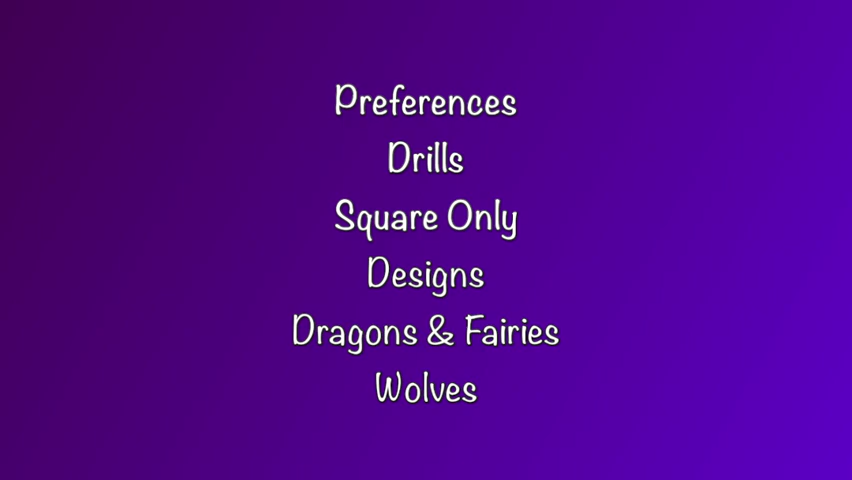 Preferences
Drills
Square Only
Designs
Dragons & Fairies
Wolves